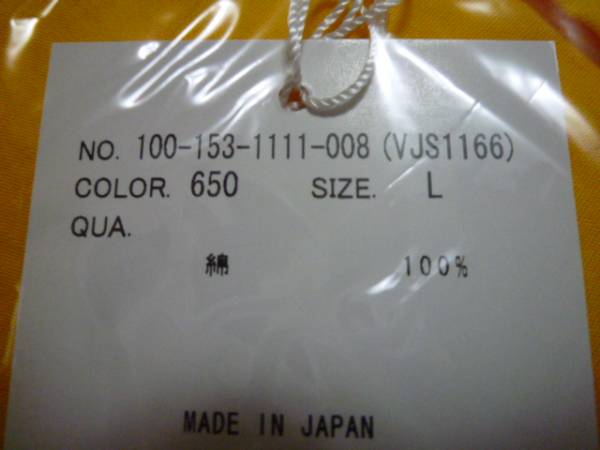 NO. 100-153-1111-008 (VJS1166)
COLOR. 650 SIZE. L
QUA.
綿 100%
MADE IN JAPAN